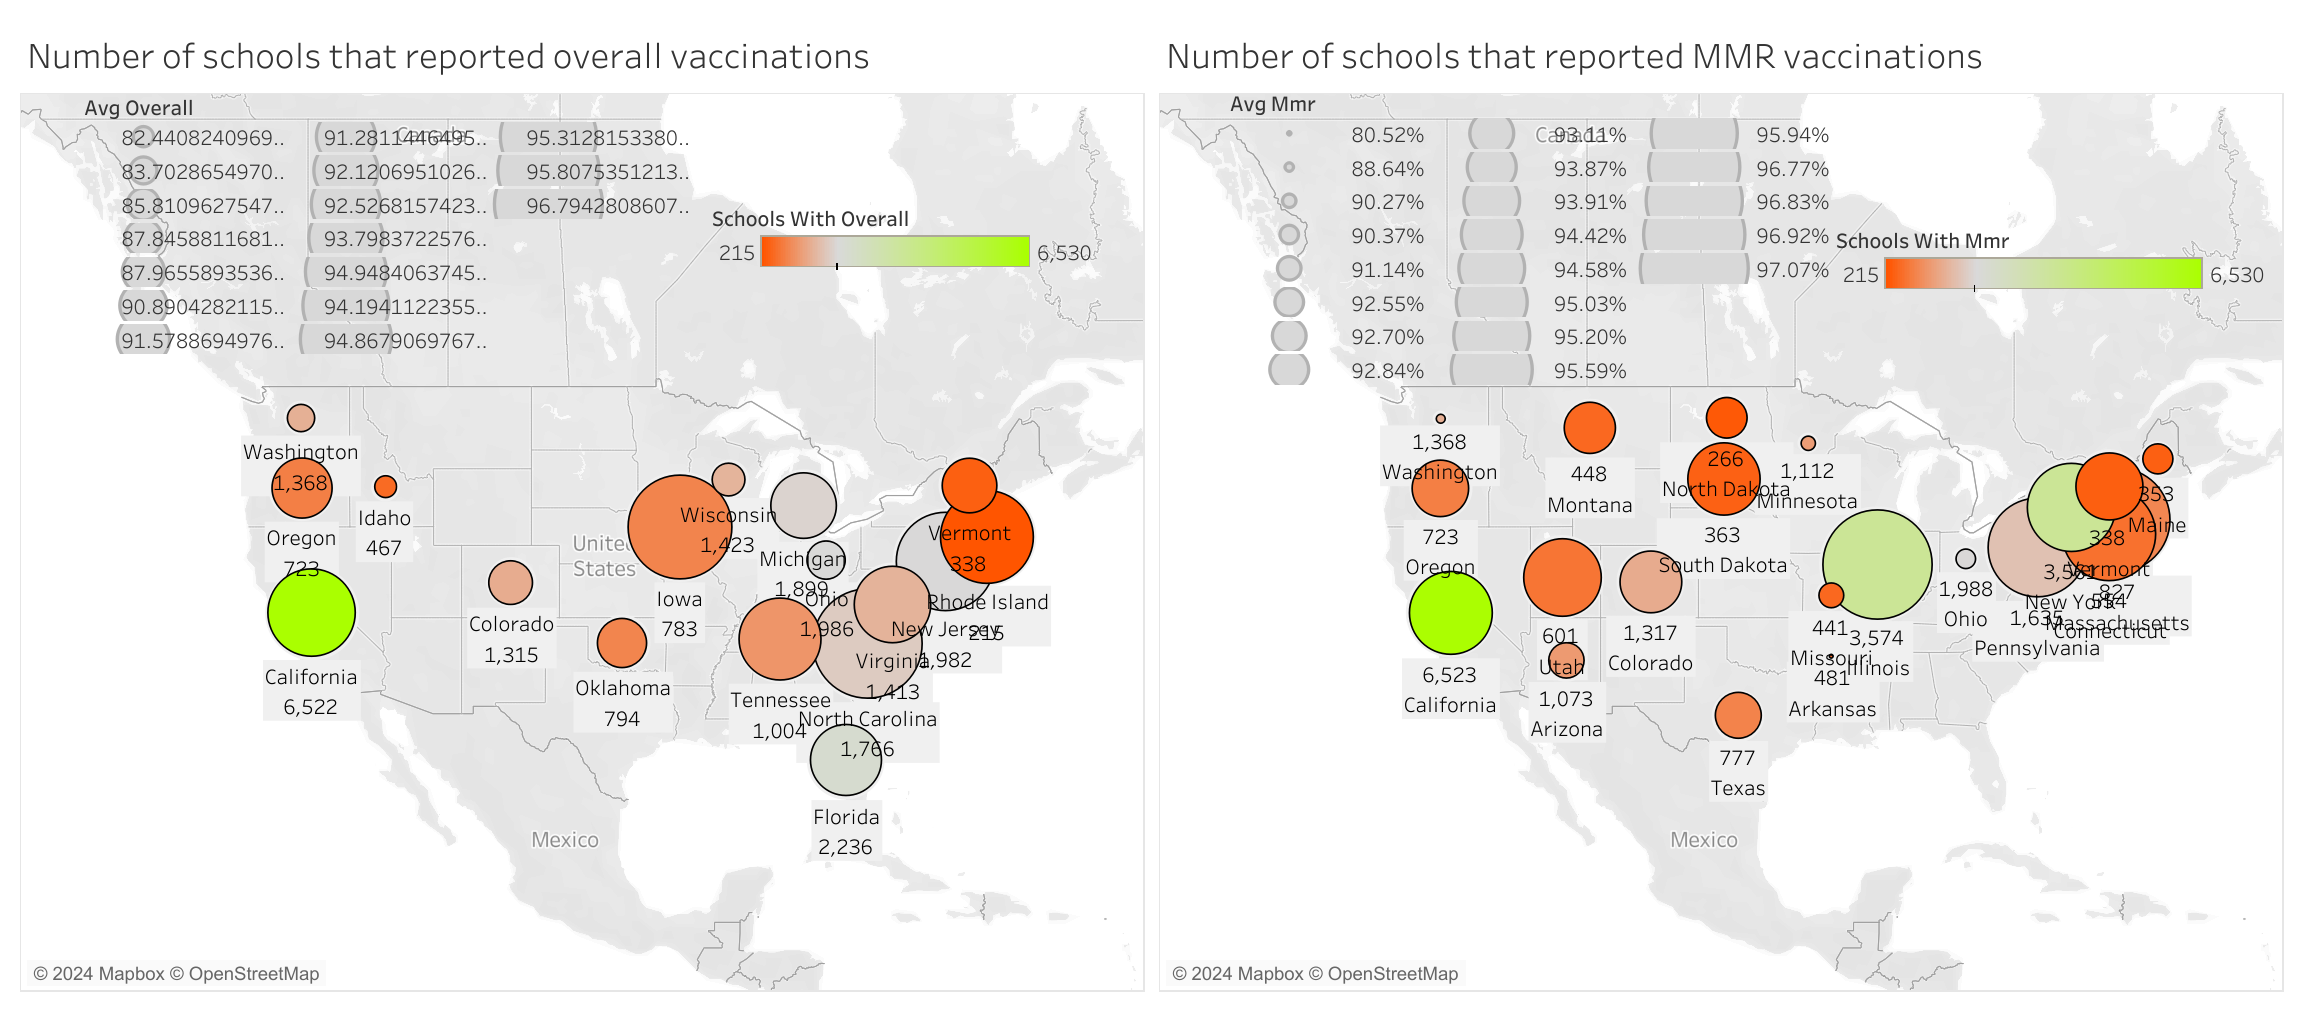 Number of schools that reported overall vaccinations
Avg Overall
82.4408240969..
83.7028654970..
85.8109627547..
87.8458811681..
87.9655893536..
90.8904282115..
91.5788694976..
91.2811446495..
92.1206951026..
92.5268157423..
93.7983722576..
94.9484063745..
94.1941122355..
94.8679069767..
95.3128153380..
95.8075351213..
96.7942808607..
Canada
Schools With Overall
215
6,530
Washington
1,368
Oregon
723
Idaho
467
California
6,522
Colorado
1,315
United
States
Oklahoma
794
Iowa
783
Wisconsin
1,423
Michigan
1,899
Ohio
1,986
Tennessee
1,004
Vermont
338
Rhode Island
215
New Jersey
1,982
Virginia
1,413
North Carolina
1,766
Florida
2,236
Mexico
© 2024 Mapbox © OpenStreetMap
Number of schools that reported MMR vaccinations
Avg Mmr
80.52%
88.64%
90.27%
90.37%
91.14%
92.55%
92.70%
92.84%
93.11%
93.87%
93.91%
94.42%
94.58%
95.03%
95.20%
95.59%
95.94%
96.77%
96.83%
96.92%
97.07%
Canada
Schools With Mmr
215
6,530
1,368
Washington
723
Oregon
6,523
California
448
Montana
266
North Dakota
363
South Dakota
1,112
Minnesota
601
Utah
1,073
Arizona
1,317
Colorado
777
Texas
441
Missouri
481
Arkansas
3,574
Illinois
1,988
Ohio
1,635
Pennsylvania
New York
338
Vermont
353
Maine
827
Massachusetts
Connecticut
Mexico
© 2024 Mapbox © OpenStreetMap